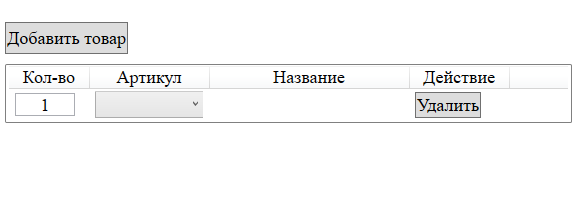 Добавить товар
Кол-во Артикул Название Действие
1 Удалить